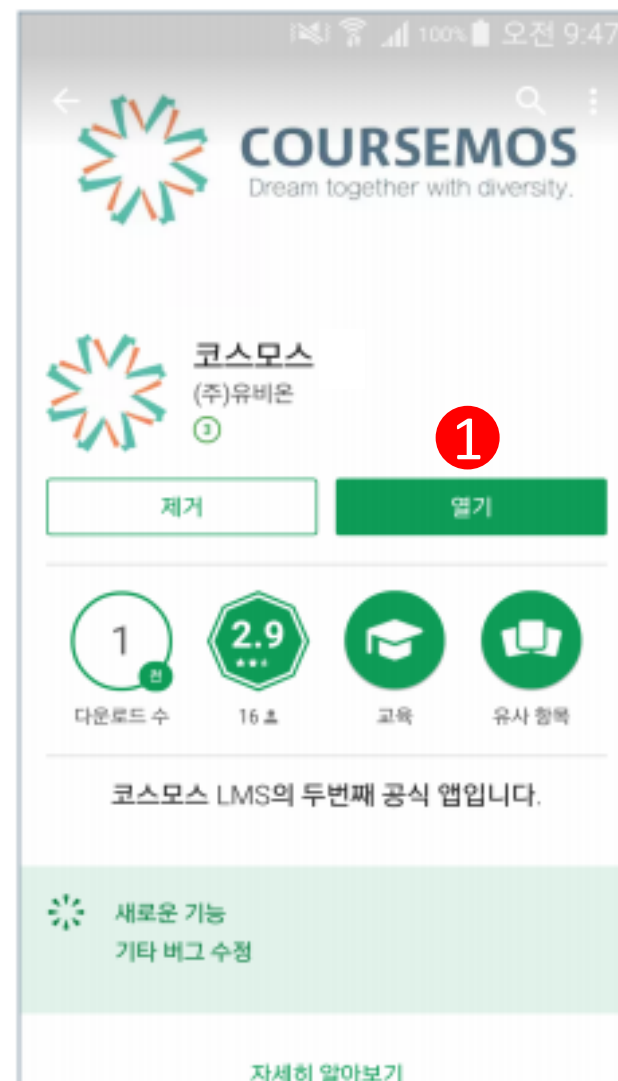 100% 오전 9:47
COURSEMOS
Dream together with diversity.
코스모스
(주)유비온
3
1
제거
열기
1
천
2.9
다운로드 수
16
교육
유사 항목
코스모스 LMS의 두번째 공식 앱입니다.
새로운 기능
기타 버그 수정
자세히 알아보기